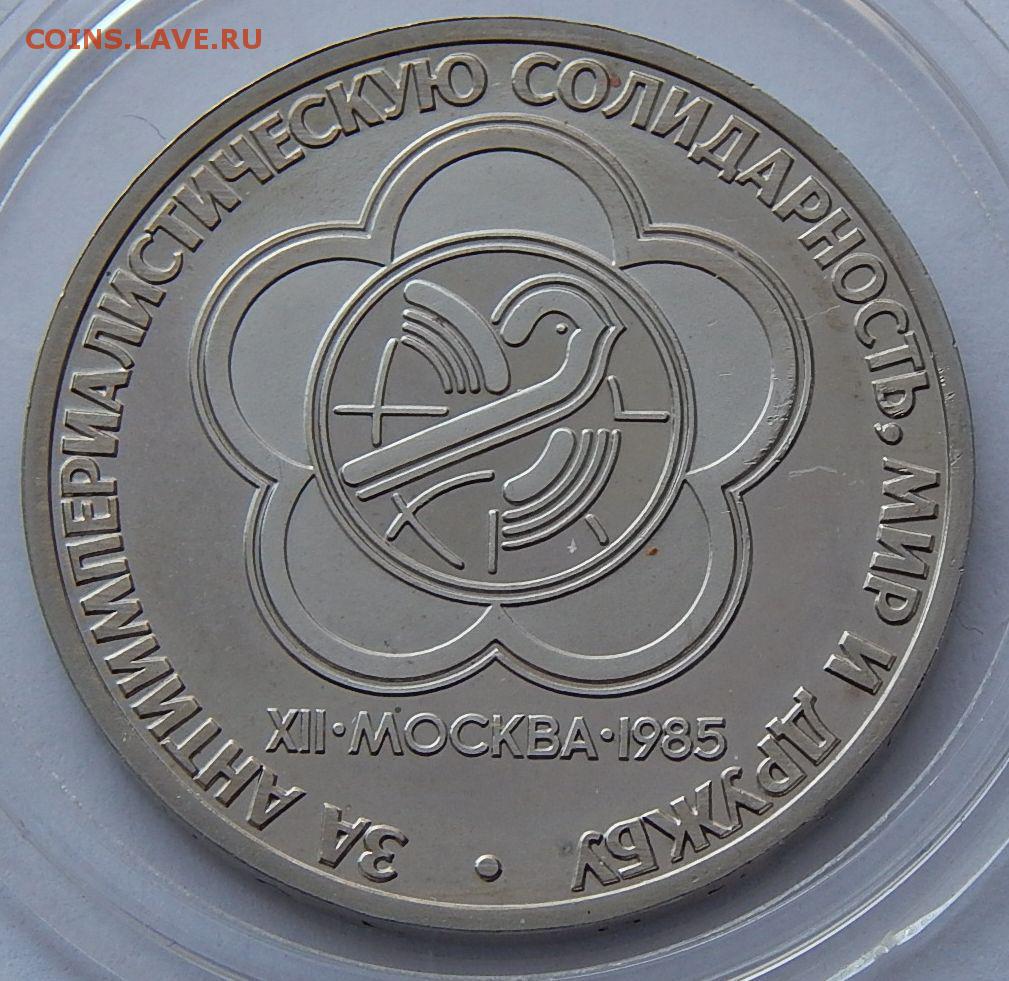 COINS.LAVE.RU
ЗА АНТИИМПЕРИАЛИСТИЧЕСКУЮ СОЛИДАРНОСТЬ, МИР И ДРУЖБУ •
XII•МОСКВА•1985